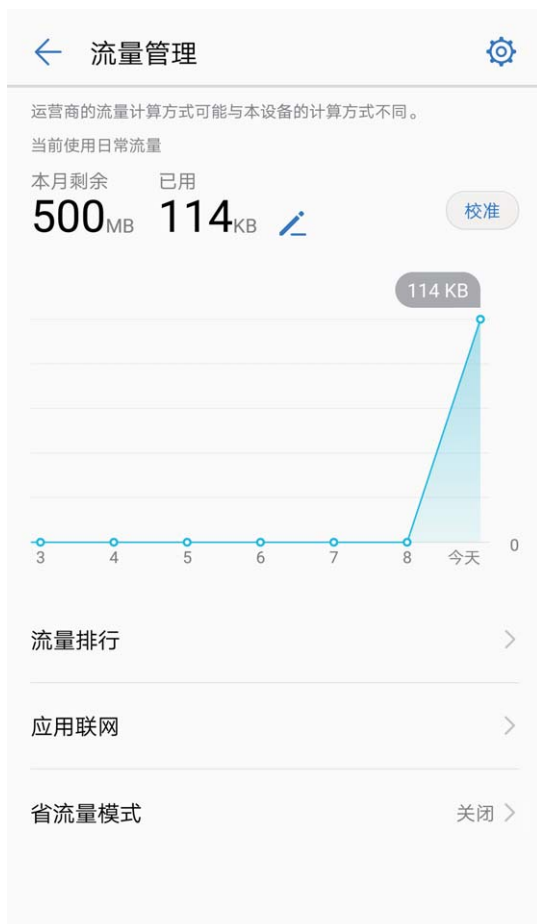 流量管理
运营商的流量计算方式可能与本设备的计算方式不同。
当前使用日常流量
本月剩余 已用
500MB 114KB 校准
114 KB
0
3 4 5 6 7 8 今天
流量排行
应用联网
省流量模式 关闭